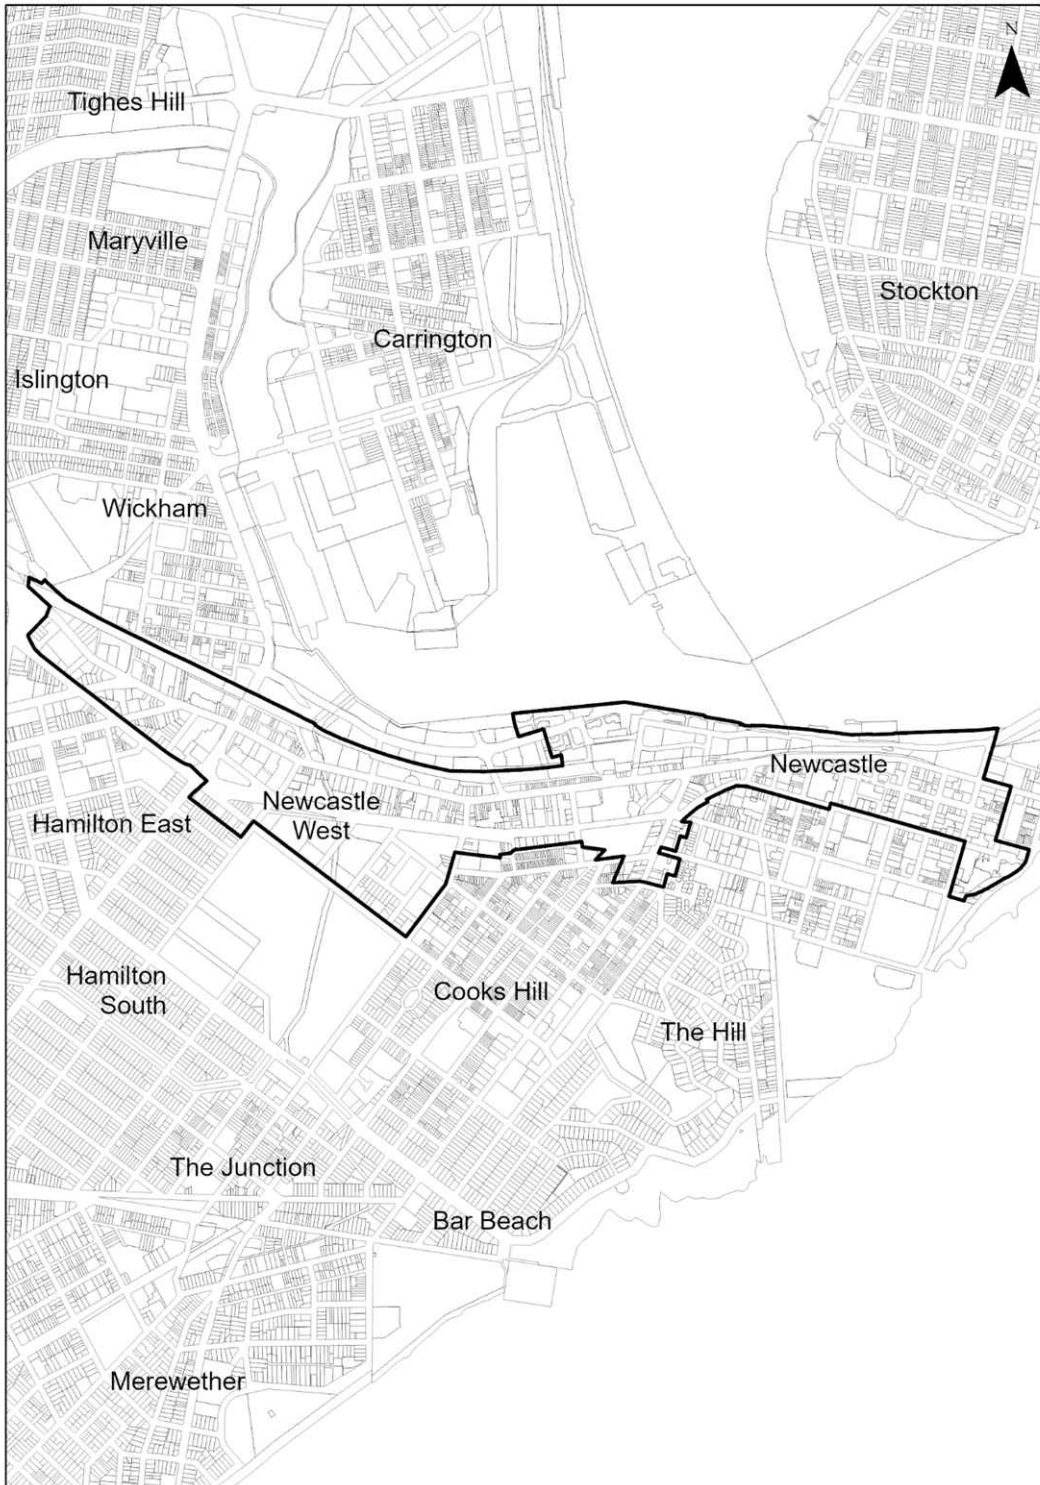 N
Tighes Hill
Maryville
Stockton
Carrington
Islington
Wickham
Newcastle
Newcastle
West
Hamilton East
Hamilton
South
Cooks Hill
The Hill
The Junction
Bar Beach
Merewether